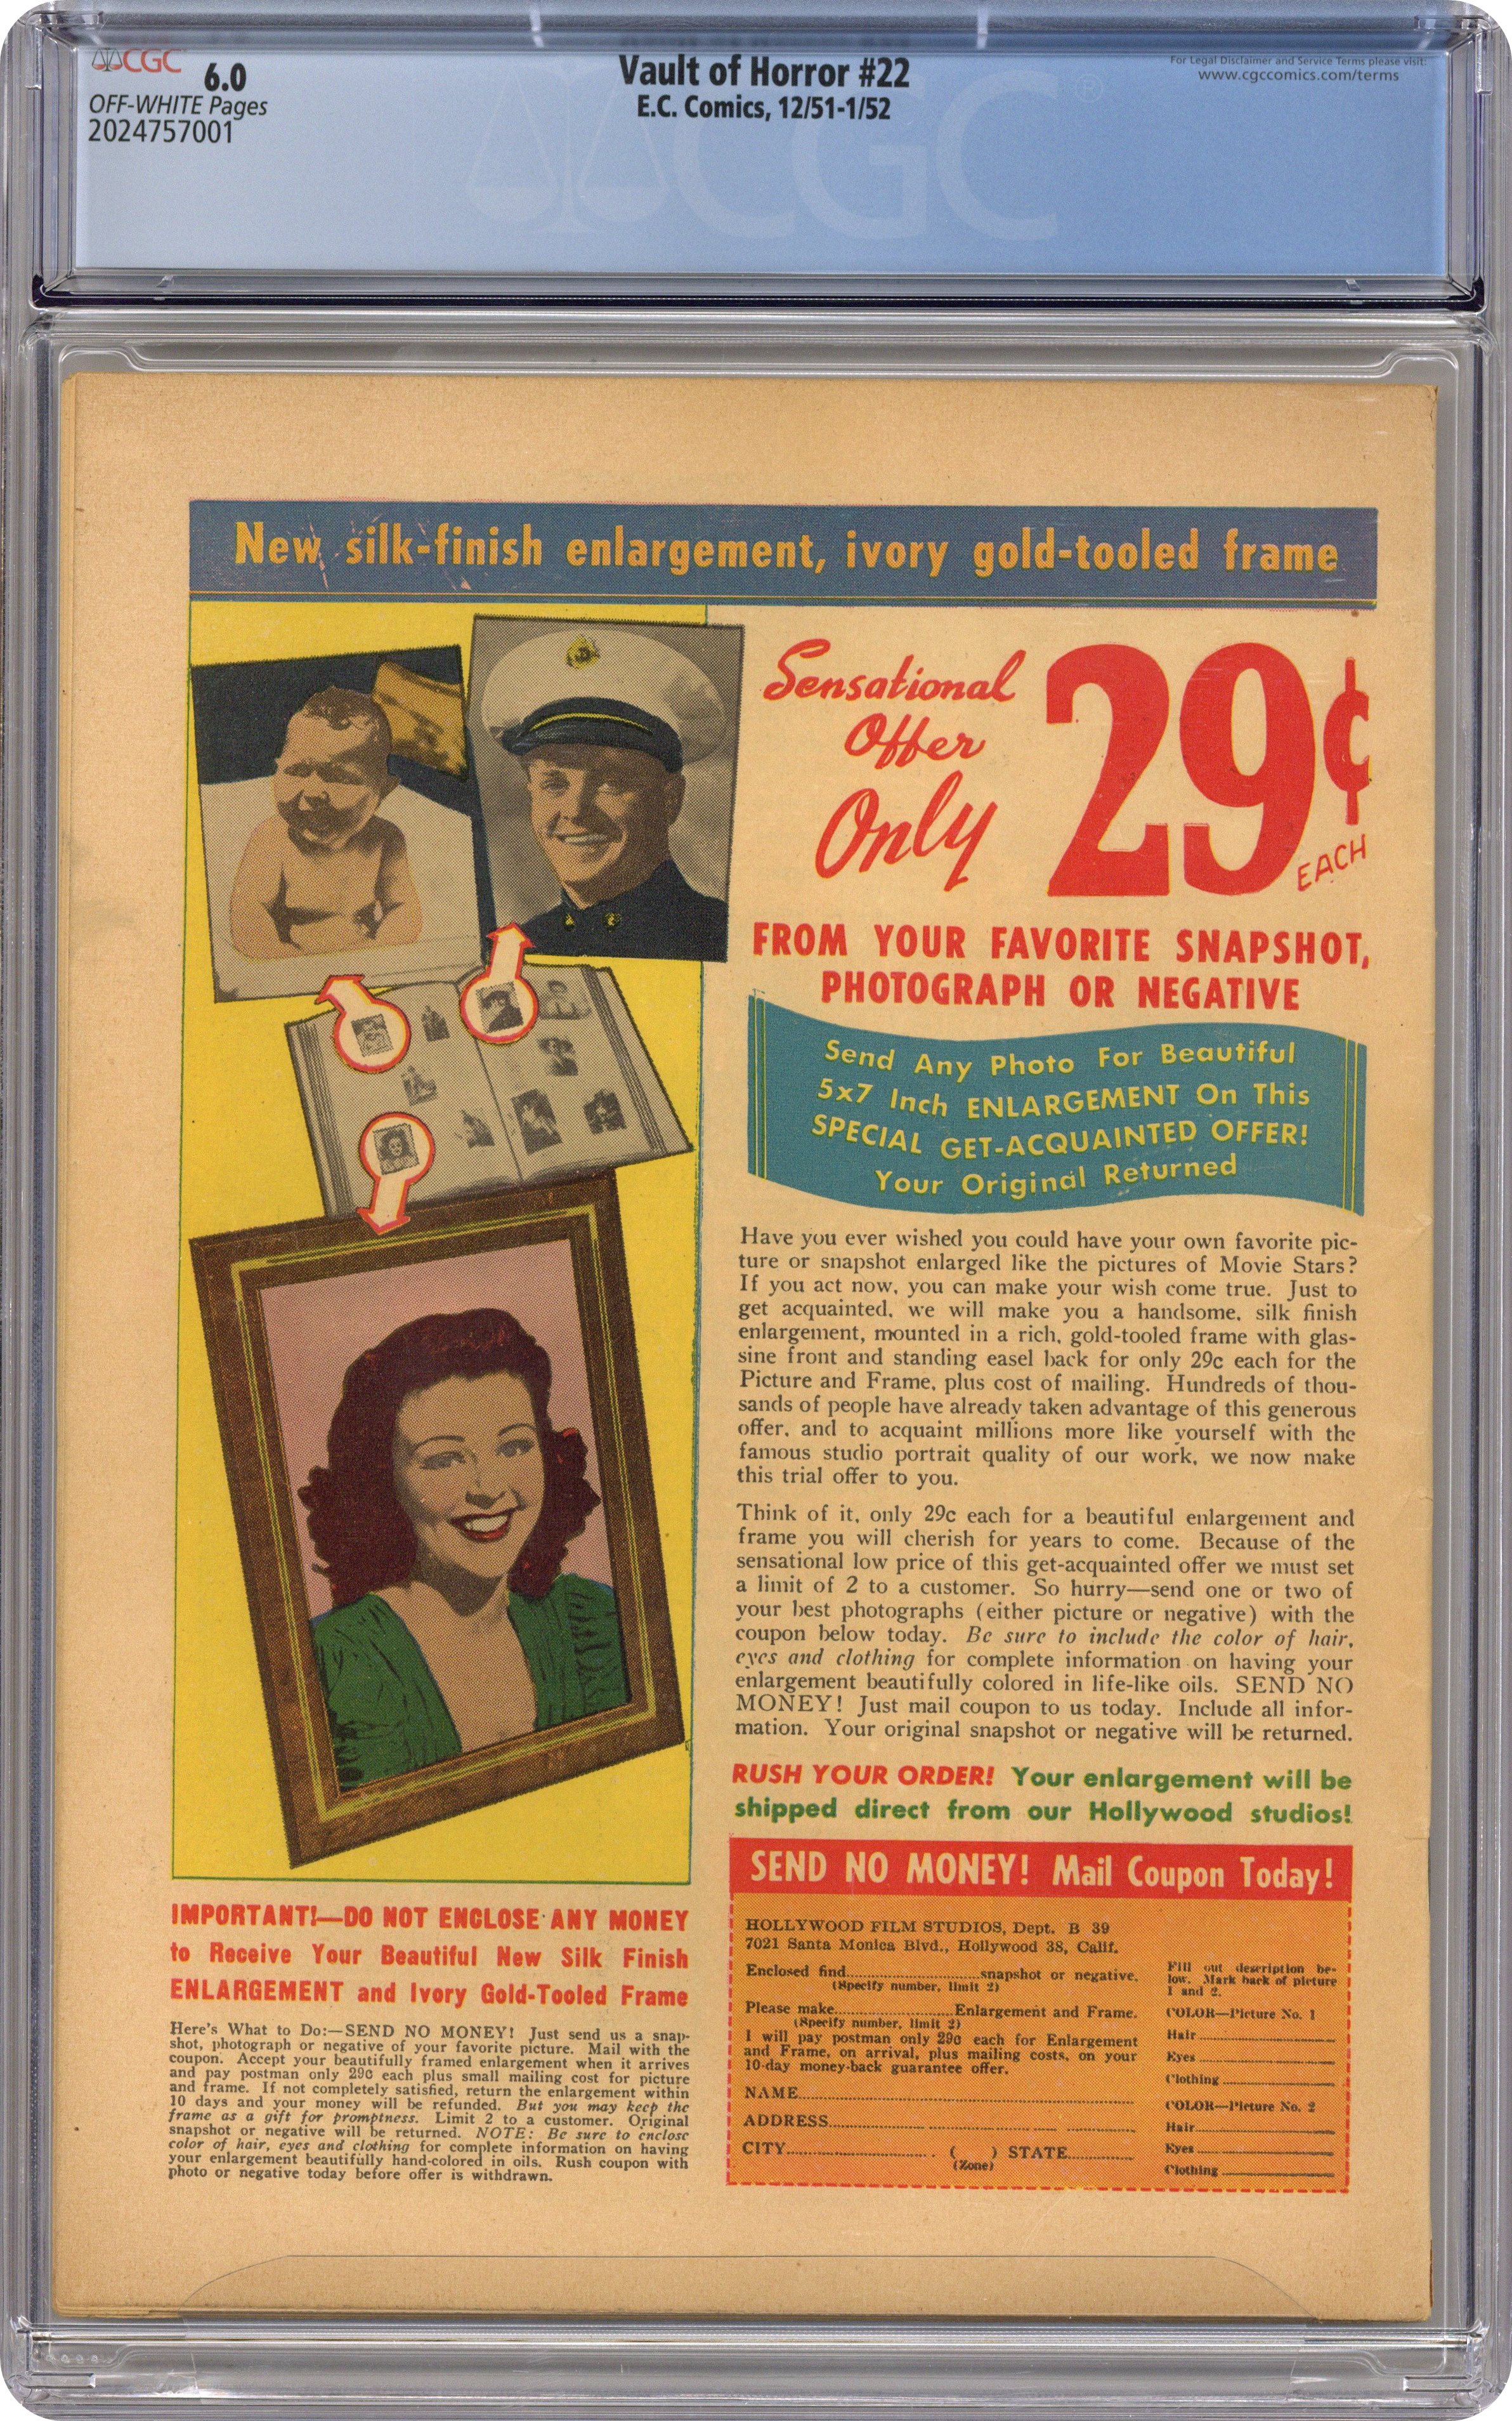 CGC
6.0
OFF-WHITE Pages
2024757001
Vault of Horror #22
E.C. Comics, 12/51-1/52
For Legal Disclaimer and Service Terms please visit:
www.cgccomics.com/terms
CGC®
New silk-finish enlargement, ivory gold-tooled frame
Sensational
Offer
Only
29¢
EACH
FROM YOUR FAVORITE SNAPSHOT,
PHOTOGRAPH OR NEGATIVE
Send Any Photo For Beautiful
5x7 Inch ENLARGEMENT On This
SPECIAL GET-ACQUAINTED OFFER!
Your Original Returned
Have you ever wished you could have your own favorite pic-
ture or snapshot enlarged like the pictures of Movie Stars?
If you act now, you can make your wish come true. Just to
get acquainted, we will make you a handsome, silk finish
enlargement, mounted in a rich, gold-tooled frame with glas-
sine front and standing easel back for only 29c each for the
Picture and Frame, plus cost of mailing. Hundreds of thou-
sands of people have already taken advantage of this generous
offer, and to acquaint millions more like yourself with the
famous studio portrait quality of our work, we now make
this trial offer to you.
Think of it, only 29c each for a beautiful enlargement and
frame you will cherish for years to come. Because of the
sensational low price of this get-acquainted offer we must set
a limit of 2 to a customer. So hurry—send one or two of
your best photographs (either picture or negative) with the
coupon below today. Be sure to include the color of hair,
eyes and clothing for complete information on having your
enlargement beautifully colored in life-like oils. SEND NO
MONEY! Just mail coupon to us today. Include all infor-
mation. Your original snapshot or negative will be returned.
RUSH YOUR ORDER! Your enlargement will be
shipped direct from our Hollywood studios!
IMPORTANT!—DO NOT ENCLOSE ANY MONEY
to Receive Your Beautiful New Silk Finish
ENLARGEMENT and Ivory Gold-Tooled Frame
Here's What to Do:—SEND NO MONEY! Just send us a snap-
shot, photograph or negative of your favorite picture. Mail with the
coupon. Accept your beautifully framed enlargement when it arrives
and pay postman only 29c each plus small mailing cost for picture
and frame. If not completely satisfied, return the enlargement within
10 days and your money will be refunded. But you may keep the
frame as a gift for promptness. Limit 2 to a customer. Original
snapshot or negative will be returned. NOTE: Be sure to enclose
color of hair, eyes and clothing for complete information on having
your enlargement beautifully hand-colored in oils. Rush coupon with
photo or negative today before offer is withdrawn.
SEND NO MONEY! Mail Coupon Today!
HOLLYWOOD FILM STUDIOS, Dept. B 39
7021 Santa Monica Blvd., Hollywood 38, Calif.
Enclosed find..............................snapshot or negative.
(Specify number, limit 2)
Please make..........................Enlargement and Frame.
(Specify number, limit 2)
I will pay postman only 29c each for Enlargement
and Frame, on arrival, plus mailing costs, on your
10-day money-back guarantee offer.
NAME..............................
ADDRESS..............................
CITY.............................. ( ) STATE..............
(Zone)
Fill out description be-
low. Mark back of picture
1 and 2.
COLOR—Picture No. 1
Hair..............................
Eyes..............................
Clothing..............................
COLOR—Picture No. 2
Hair..............................
Eyes..............................
Clothing..............................